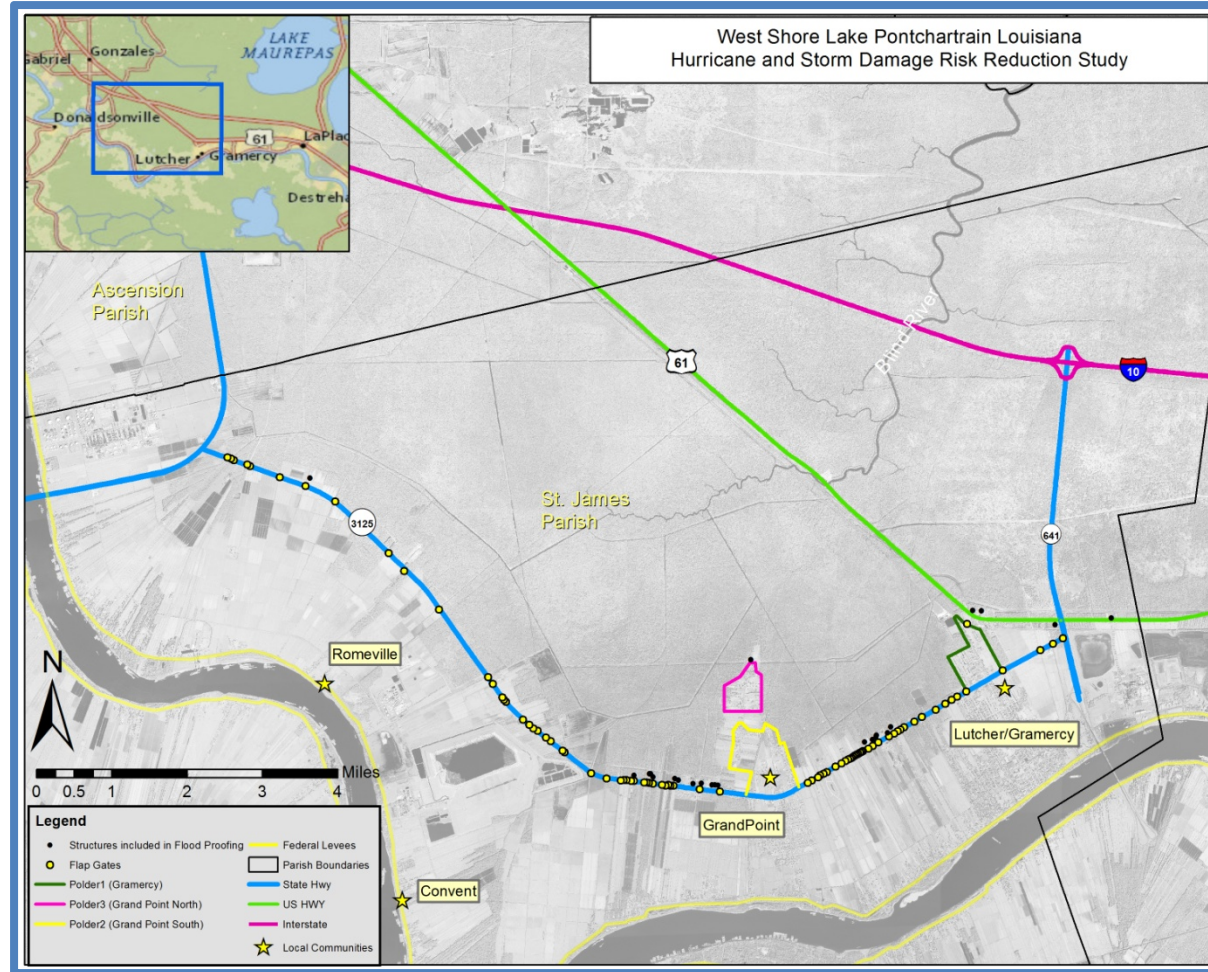 West Shore Lake Pontchartrain Louisiana
Hurricane and Storm Damage Risk Reduction Study
LAKE
MAUREPAS
Gonzales
Gabriel
Donaldsonville
61
LaPlac
Lutcher
Gramercy
Destreha
Ascension
Parish
61
Blind River
10
St. James
Parish
3125
641
Romeville
N
Lutcher/Gramercy
Miles
0 0.5 1 2 3 4
GrandPoint
Convent
Legend
Structures included in Flood Proofing
Flap Gates
Polder1 (Gramercy)
Polder3 (Grand Point North)
Polder2 (Grand Point South)
Federal Levees
Parish Boundaries
State Hwy
US HWY
Interstate
Local Communities